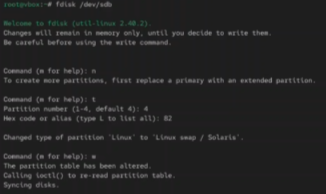 root@vbox:~# fdisk /dev/sdb
Welcome to fdisk (util-linux 2.40.2).
Changes will remain in memory only, until you decide to write them.
Be careful before using the write command.
Command (m for help): n
To create more partitions, first replace a primary with an extended partition.
Command (m for help): t
Partition number (1-4, default 4): 4
Hex code or alias (type L to list all): 82
Changed type of partition 'Linux' to 'Linux swap / Solaris'.
Command (m for help): w
The partition table has been altered.
Calling ioctl() to re-read partition table.
Syncing disks.